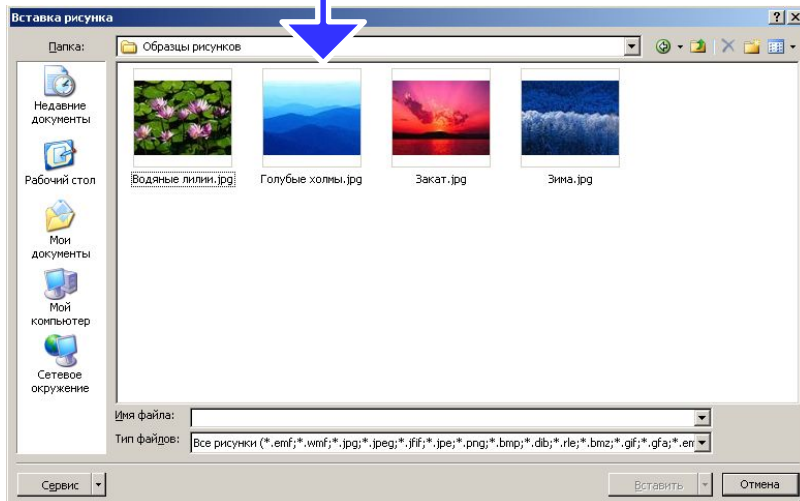 Вставка рисунка
Папка:
Образцы рисунков
Недавние
документы
Рабочий стол
Мои
документы
Мой
компьютер
Сетевое
окружение
Водяные лилии.jpg
Голубые холмы.jpg
Закат.jpg
Зима.jpg
Имя файла:
Тип файлов:
Все рисунки (*.emf;*.wmf;*.jpg;*.jpeg;*.jfif;*.jpe;*.png;*.bmp;*.dib;*.rle;*.bmz;*.gif;*.gfa;*.em
Сервис
Вставить
Отмена